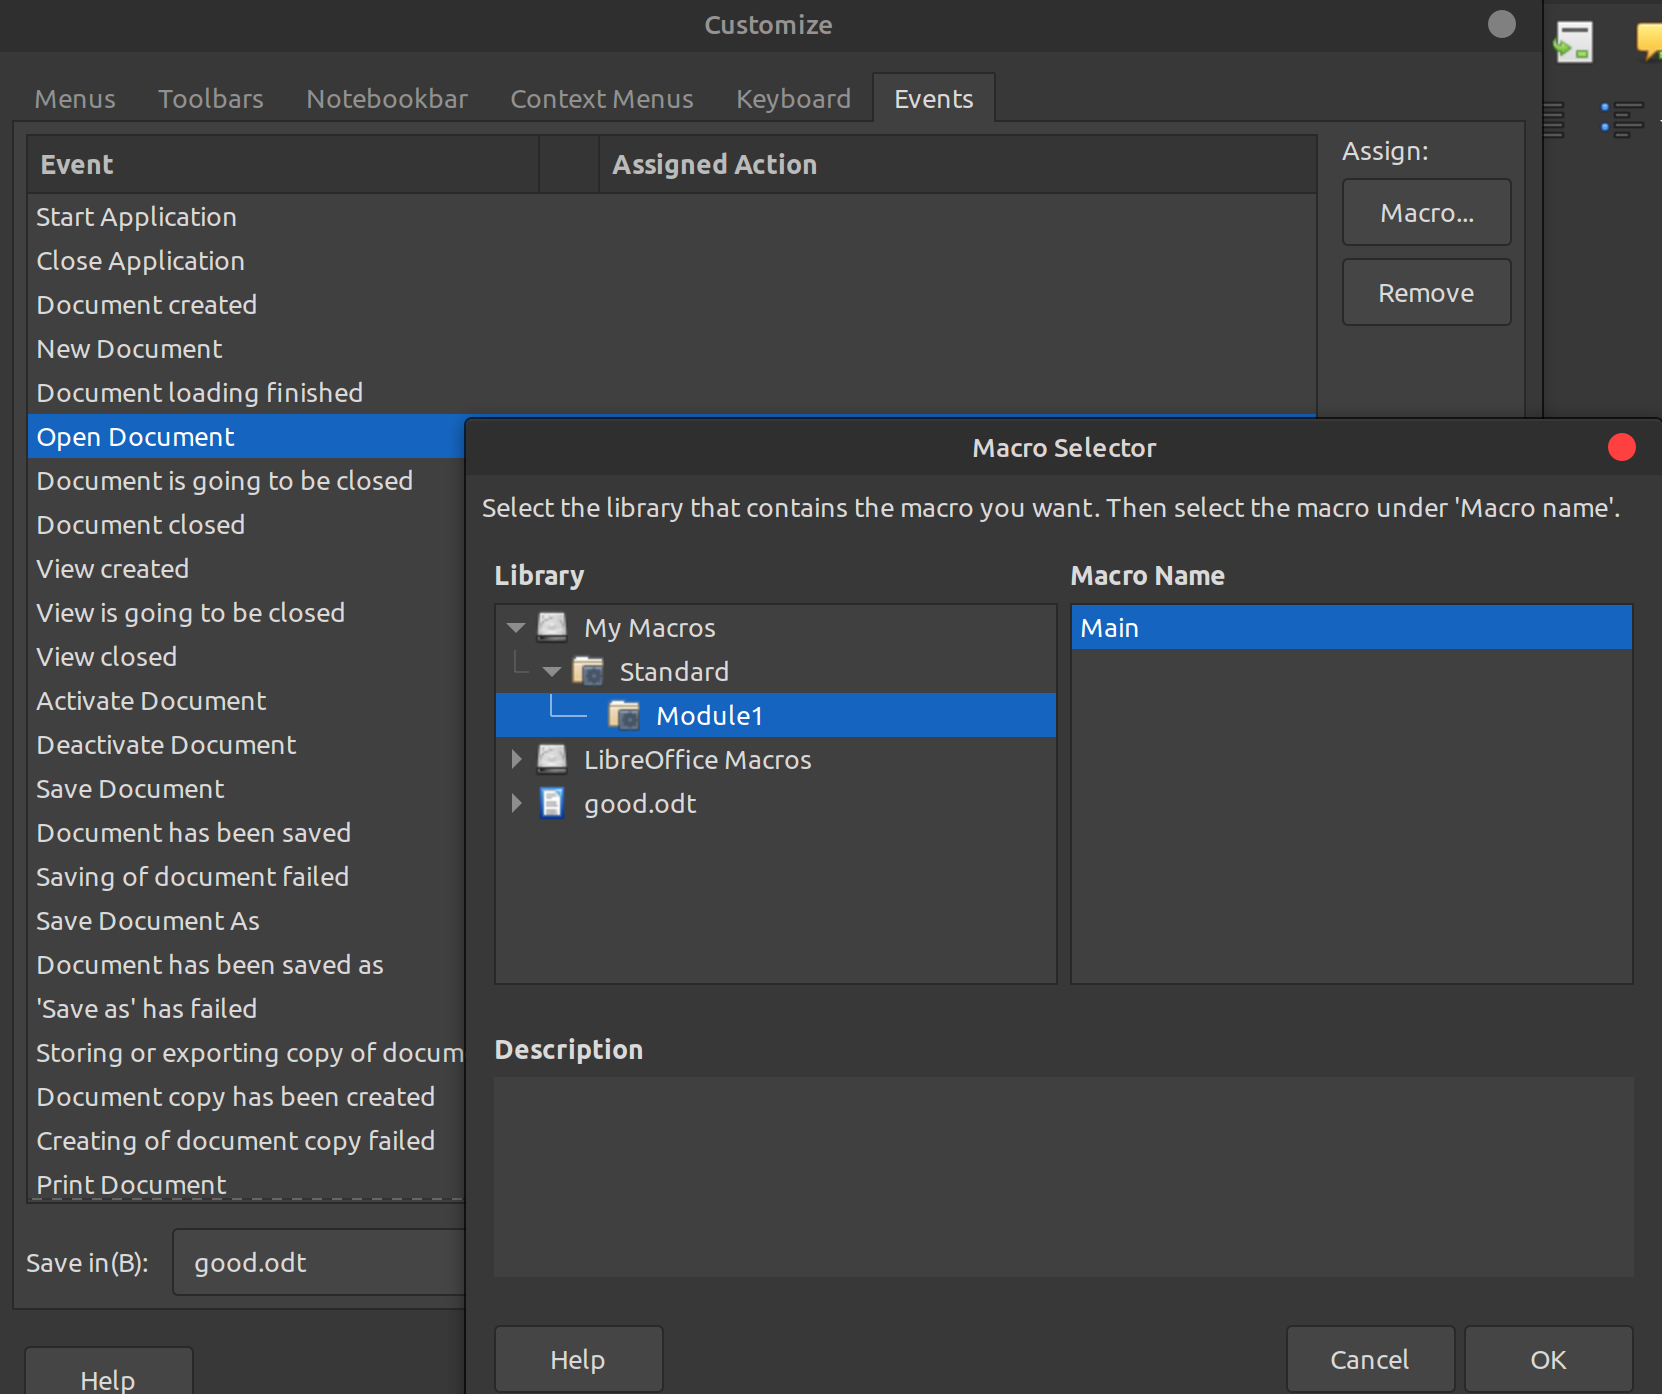 Customize
Menus Toolbars Notebookbar Context Menus Keyboard Events
Event Assigned Action
Assign:
Macro...
Remove
Start Application
Close Application
Document created
New Document
Document loading finished
Open Document
Document is going to be closed
Document closed
View created
View is going to be closed
View closed
Activate Document
Deactivate Document
Save Document
Document has been saved
Saving of document failed
Save Document As
Document has been saved as
'Save as' has failed
Storing or exporting copy of docum
Document copy has been created
Creating of document copy failed
Print Document
Save in(B): good.odt
Help
Macro Selector
Select the library that contains the macro you want. Then select the macro under 'Macro name'.
Library
My Macros
Standard
Module1
LibreOffice Macros
good.odt
Macro Name
Main
Description
Help Cancel OK